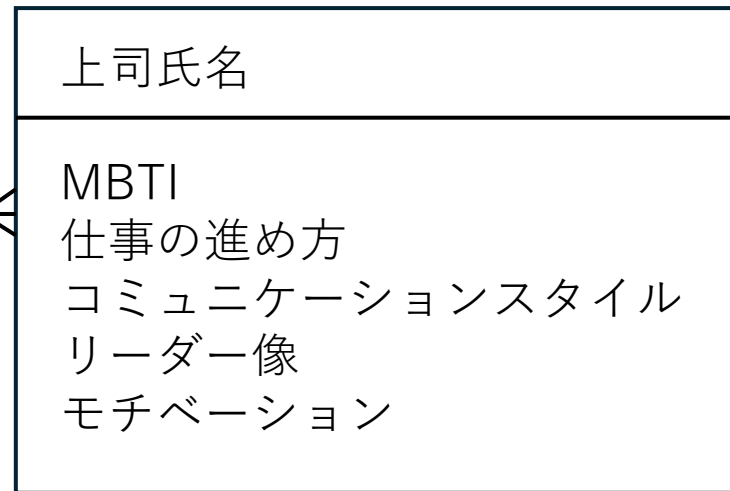 上司氏名
MBTI
仕事の進め方
コミュニケーションスタイル
リーダー像
モチベーション